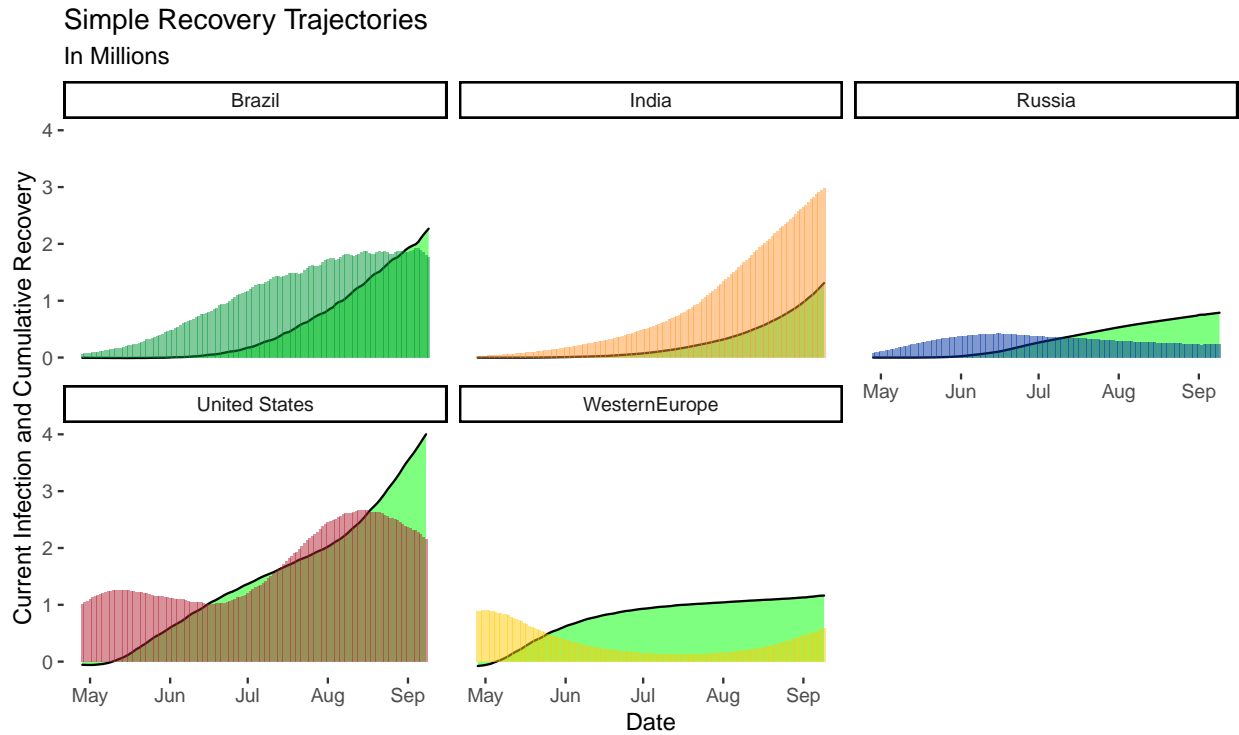 Simple Recovery Trajectories
In Millions
Brazil
India
Russia
4
3
2
1
0
May Jun Jul Aug Sep
United States
WesternEurope
4
3
2
1
0
May Jun Jul Aug Sep
May Jun Jul Aug Sep
Current Infection and Cumulative Recovery
Date